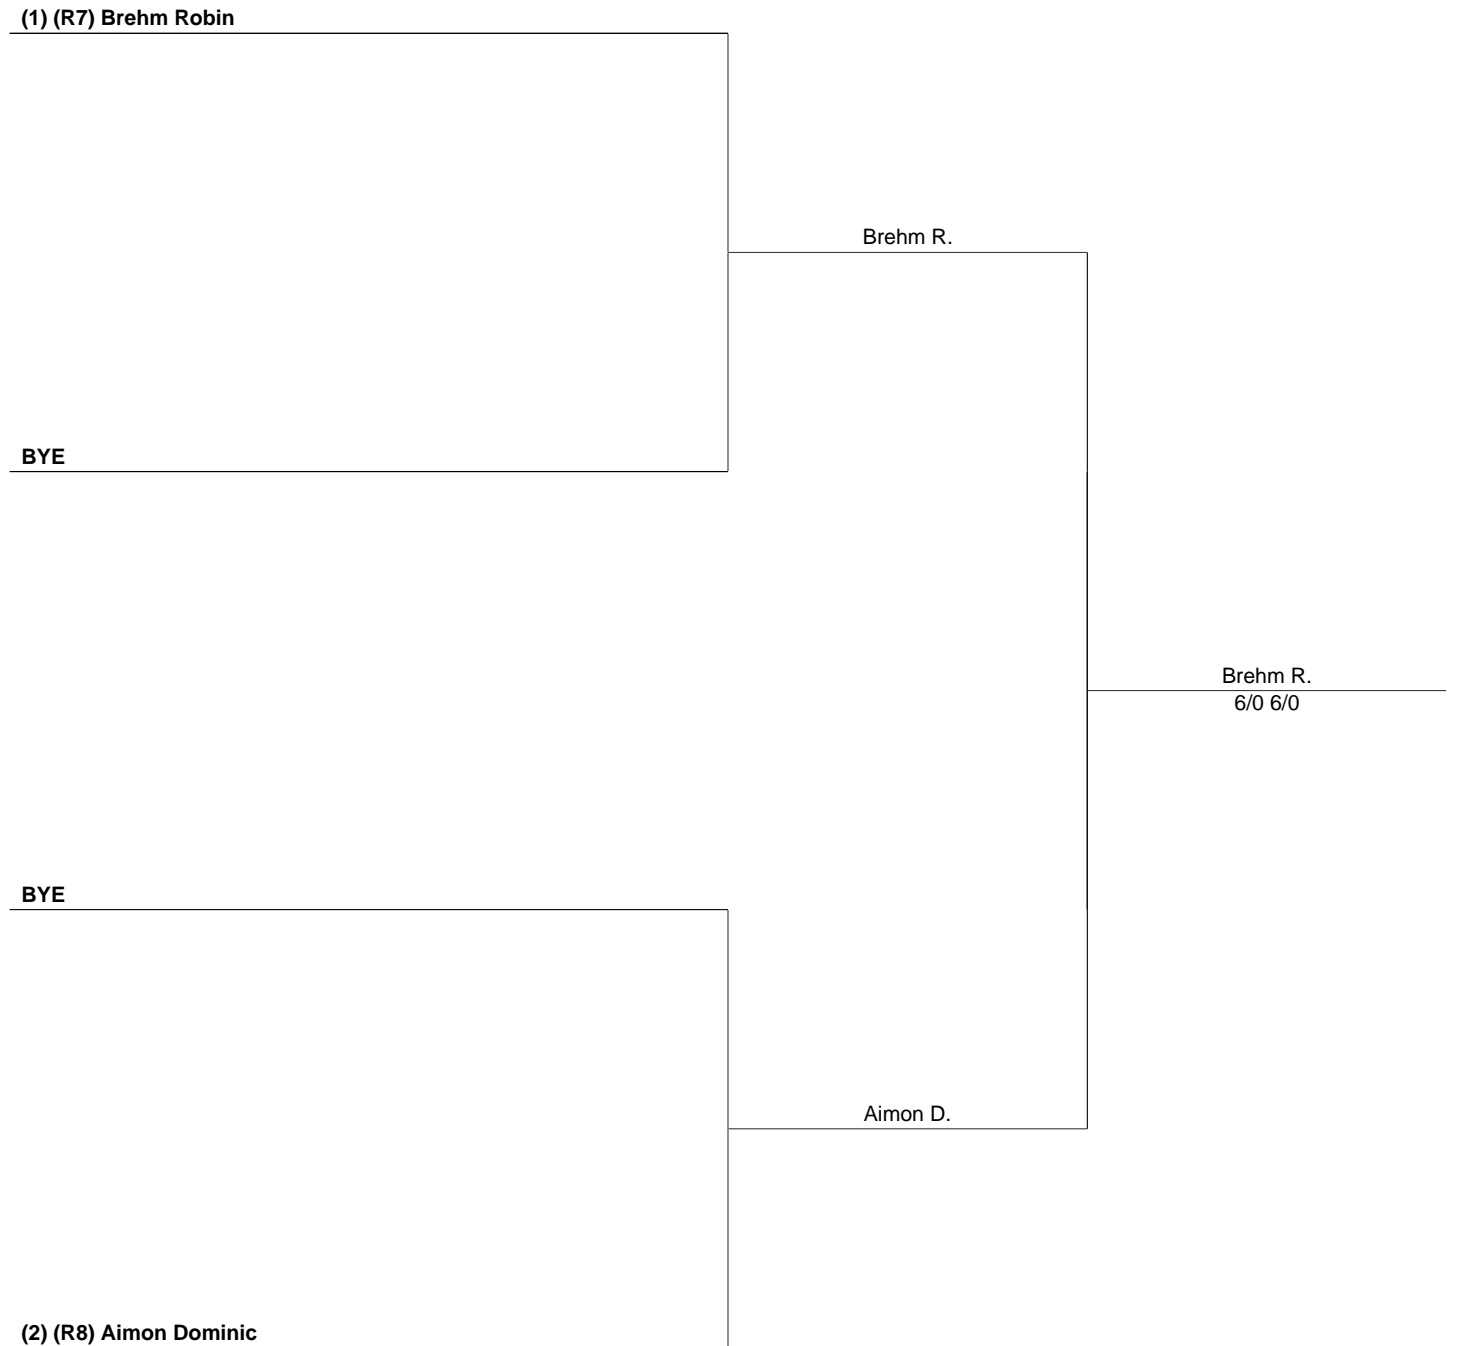 (1) (R7) Brehm Robin
Brehm R.
BYE
Brehm R.
6/0 6/0
BYE
Aimon D.
(2) (R8) Aimon Dominic